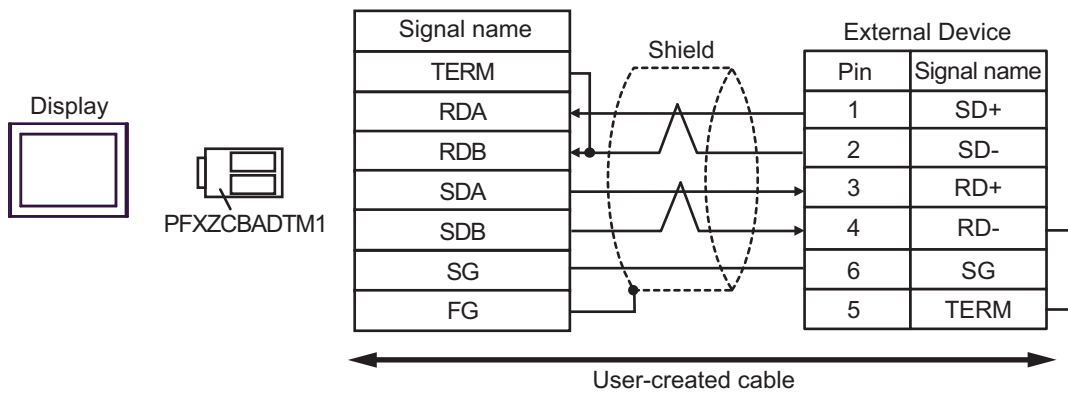 Signal name
Shield
External Device
TERM
Pin
Signal name
Display
RDA
1
SD+
RDB
2
SD-
SDA
3
RD+
PFXZCBADTM1
SDB
4
RD-
SG
6
SG
FG
5
TERM
User-created cable